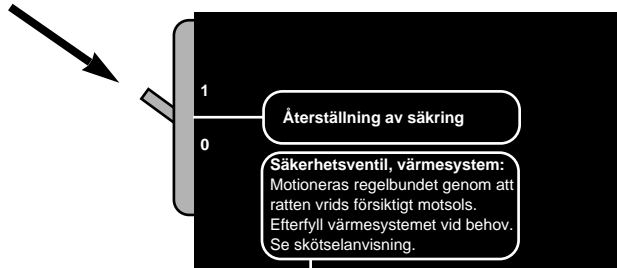 1
Återställning av säkring
0
Säkerhetsventil, värmesystem:
Motioneras regelbundet genom att
ratten vrids försiktigt motsols.
Efterfyll värmesystemet vid behov.
Se skötselanvisning.